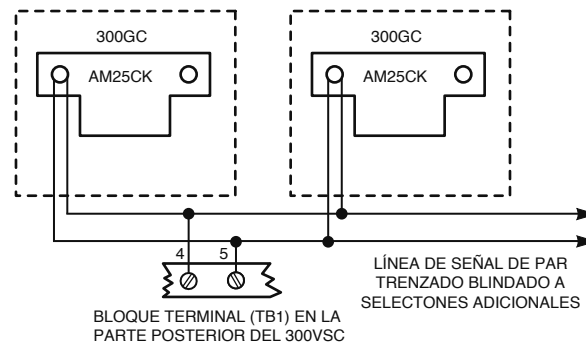 300GC
AM25CK
300GC
AM25CK
4
5
LÍNEA DE SEÑAL DE PAR
TRENZADO BLINDADO A
SELECTONES ADICIONALES
BLOQUE TERMINAL (TB1) EN LA
PARTE POSTERIOR DEL 300VSC